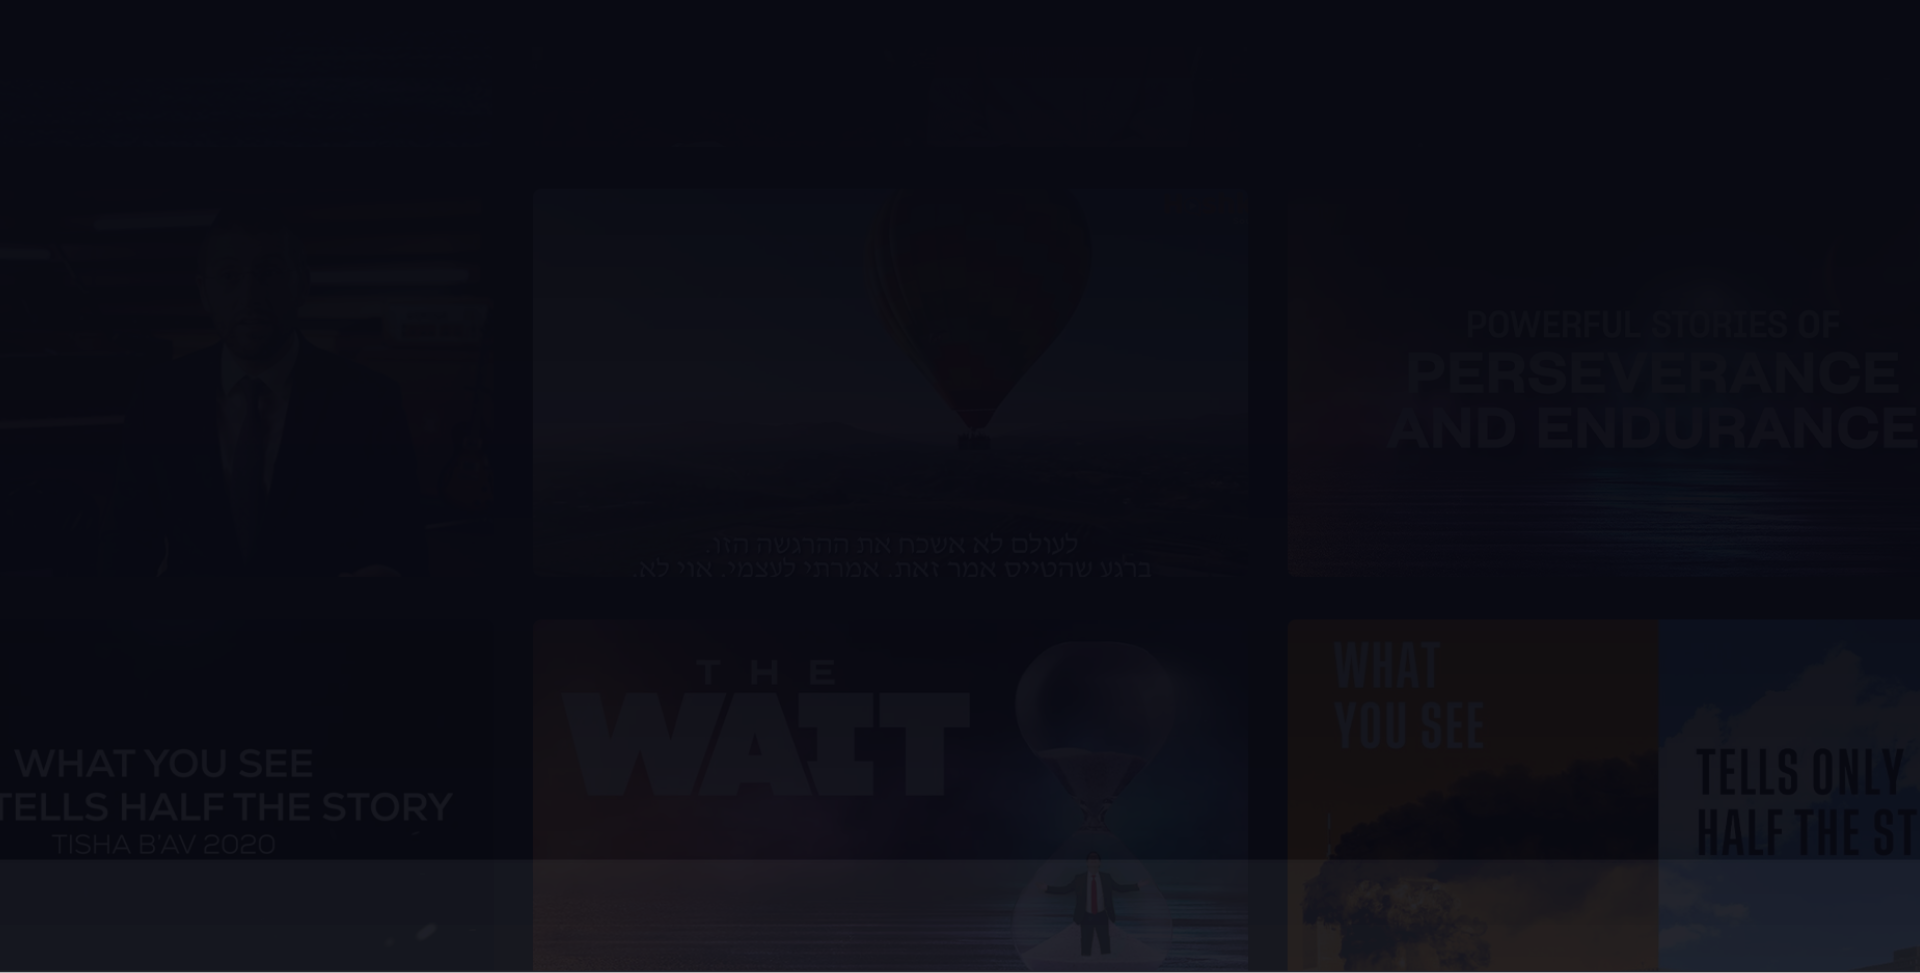 POWERFUL STORIES OF
PERSEVERANCE
AND ENDURANCE
לעולם לא אשכח את ההרגשה הזו.
ברגע שהטייס אמר זאת. אמרתי לעצמי, אוי לא.
WHAT YOU SEE
TELLS HALF THE STORY
TISHA B'AV 2020
THE
WAIT
WHAT
YOU SEE
TELLS ONLY
HALF THE ST